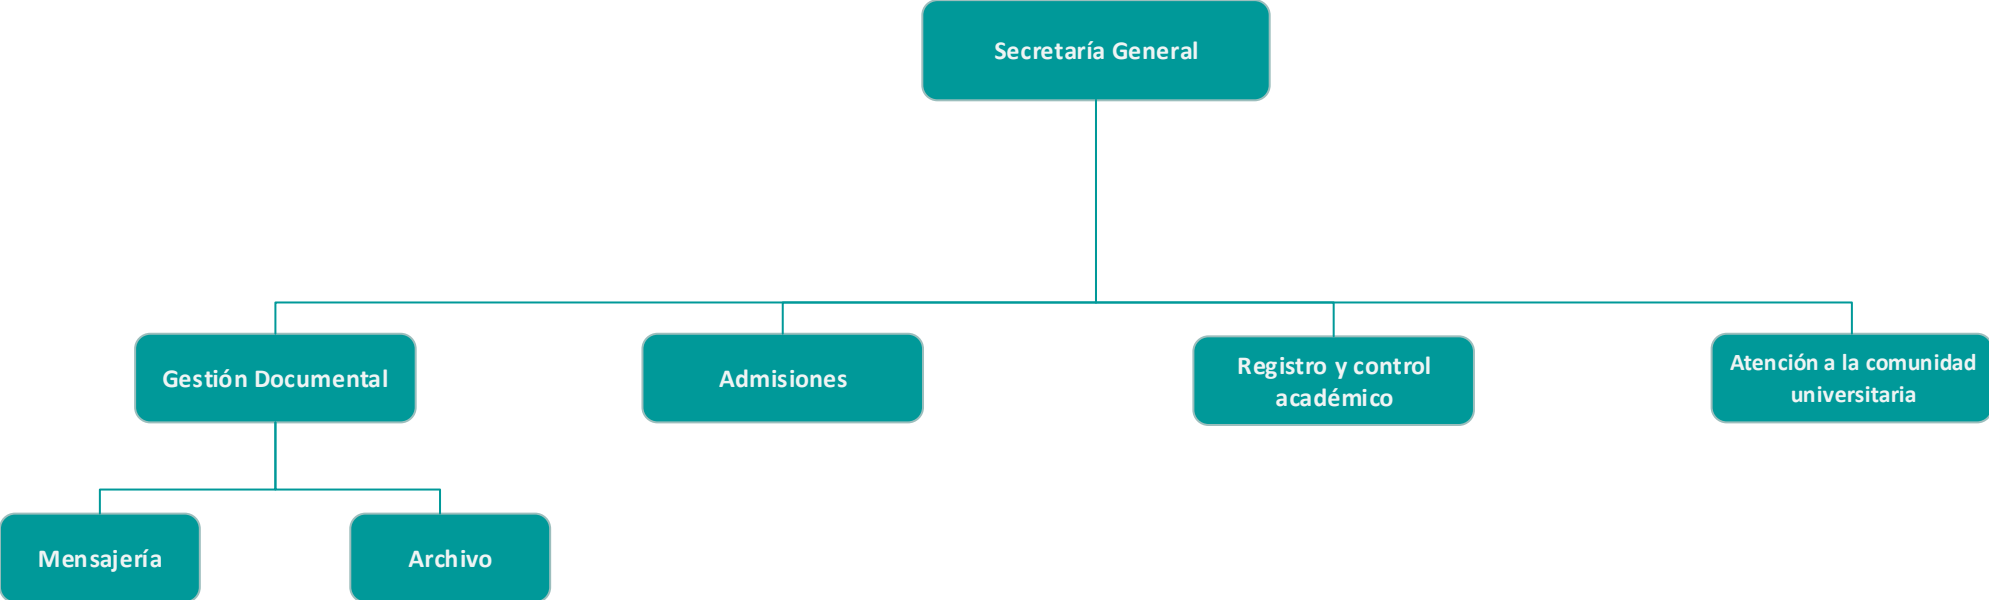 Secretaría General
Gestión Documental
Admisiones
Registro y control
académico
Atención a la comunidad
universitaria
Mensajería
Archivo